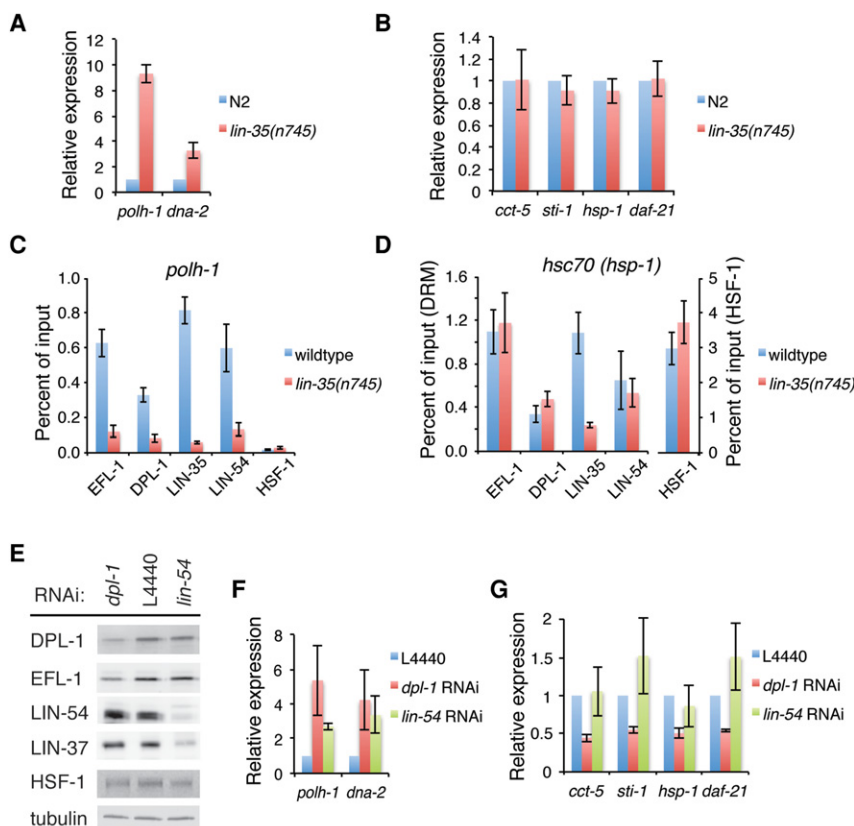 A
Relative expression
12
10
8
6
4
2
0
polh-1 dna-2
N2
lin-35(n745)
B
Relative expression
1.4
1.2
1
0.8
0.6
0.4
0.2
0
cct-5 sti-1 hsp-1 daf-21
N2
lin-35(n745)
C
polh-1
Percent of input
1.0
0.8
0.6
0.4
0.2
0.0
EFL-1 DPL-1 LIN-35 LIN-54 HSF-1
wildtype
lin-35(n745)
D
hsc70 (hsp-1)
Percent of input (DRM)
1.6
1.2
0.8
0.4
0.0
EFL-1 DPL-1 LIN-35 LIN-54 HSF-1
5
4
3
2
1
0
Percent of input (HSF-1)
wildtype
lin-35(n745)
E
RNAi: dpl-1 L4440 lin-54
DPL-1
EFL-1
LIN-54
LIN-37
HSF-1
tubulin
F
Relative expression
8
6
4
2
0
polh-1 dna-2
L4440
dpl-1 RNAi
lin-54 RNAi
G
Relative expression
2
1.5
1
0.5
0
cct-5 sti-1 hsp-1 daf-21
L4440
dpl-1 RNAi
lin-54 RNAi